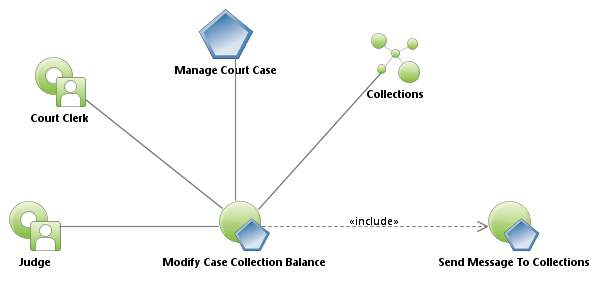 Manage Court Case
Collections
Court Clerk
«include»
Judge
Modify Case Collection Balance
Send Message To Collections